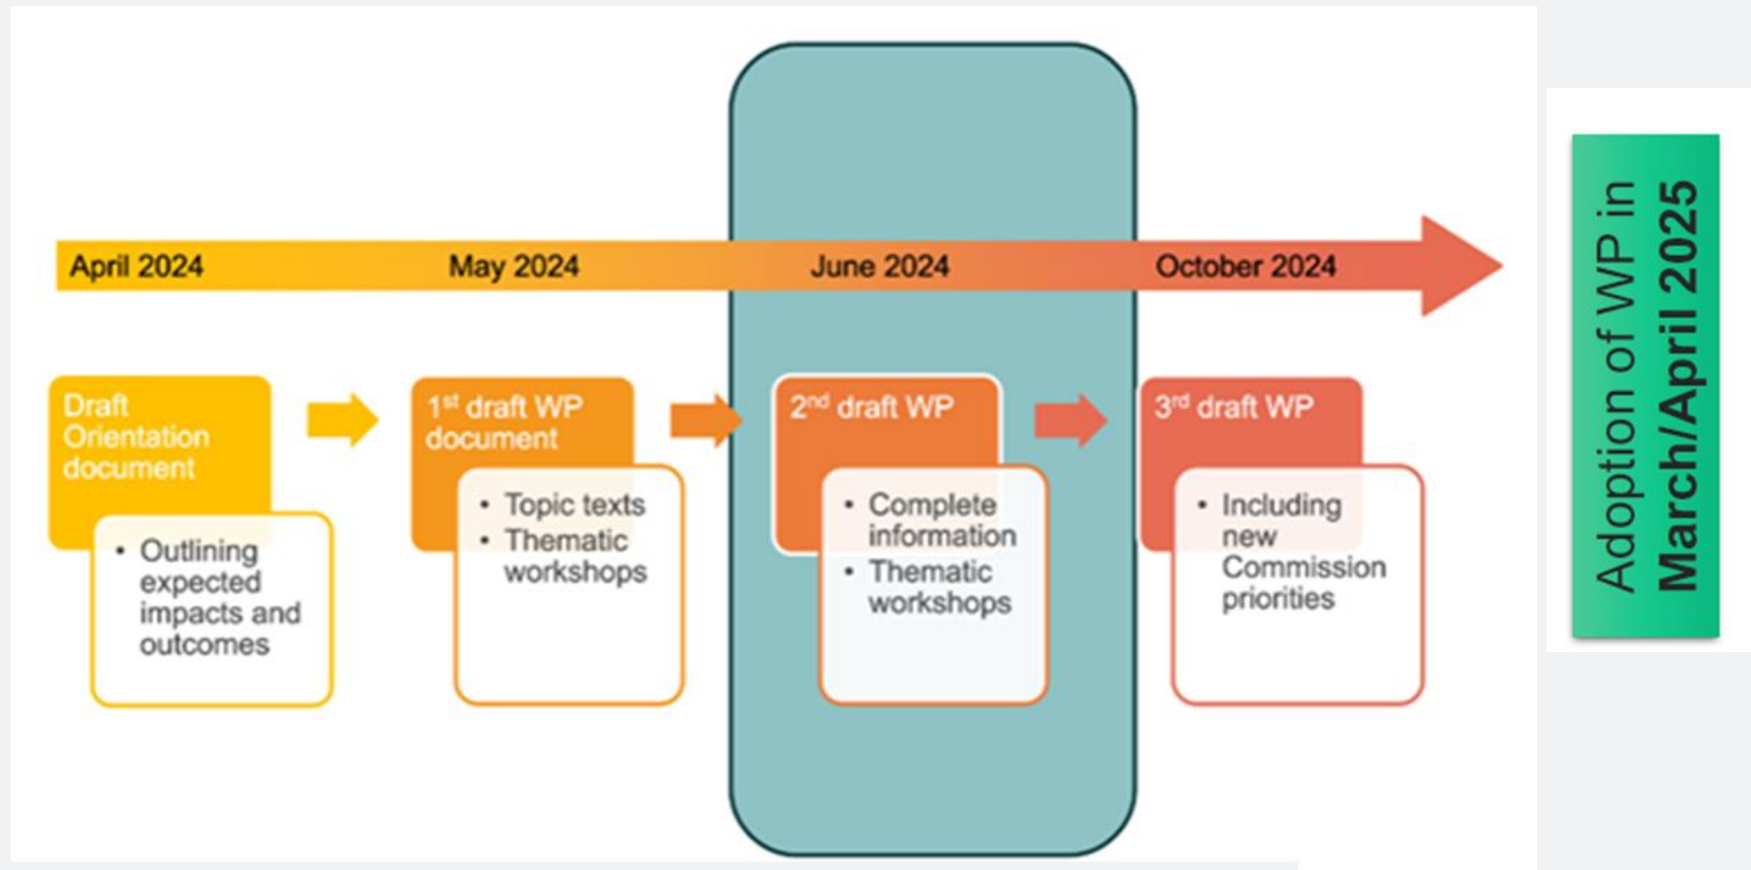 April 2024
May 2024
June 2024
October 2024
Draft
Orientation
document
• Outlining
expected
impacts and
outcomes
1st draft WP
document
• Topic texts
• Thematic
workshops
2nd draft WP
• Complete
information
• Thematic
workshops
3rd draft WP
• Including
new
Commission
priorities
Adoption of WP in
March/April 2025